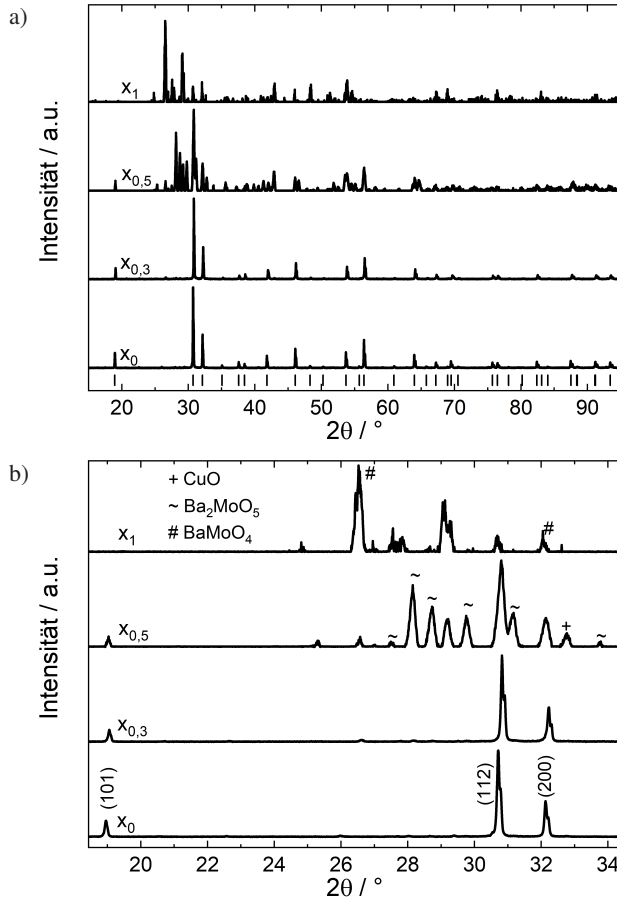 a)
Intensität / a.u.
x1
x0,5
x0,3
x0
20 30 40 50 60 70 80 90
2θ / °
b)
Intensität / a.u.
+ CuO
~ Ba2MoO5
# BaMoO4
#
#
x1
~ ~ ~ ~ ~ + ~
x0,5
x0,3
(101) (112) (200)
x0
20 22 24 26 28 30 32 34
2θ / °